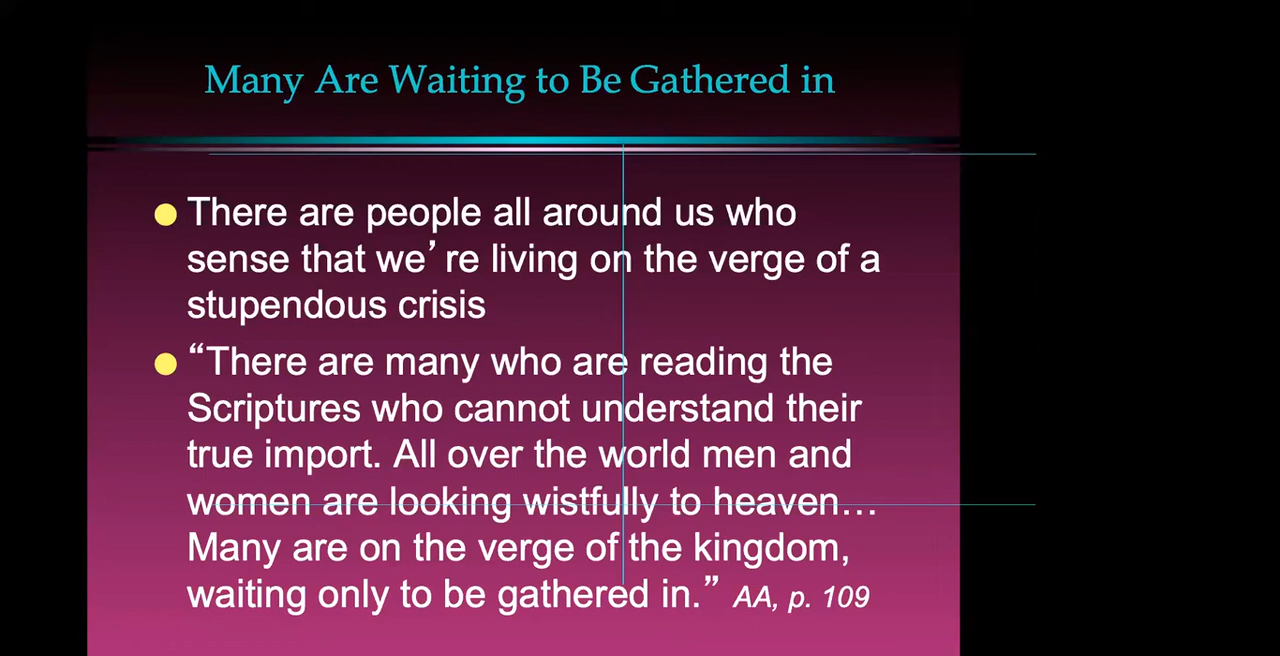 Many Are Waiting to Be Gathered in
There are people all around us who
sense that we’ re living on the verge of a
stupendous crisis
“There are many who are reading the
Scriptures who cannot understand their
true import. All over the world men and
women are looking wistfully to heaven…
Many are on the verge of the kingdom,
waiting only to be gathered in.” AA, p. 109